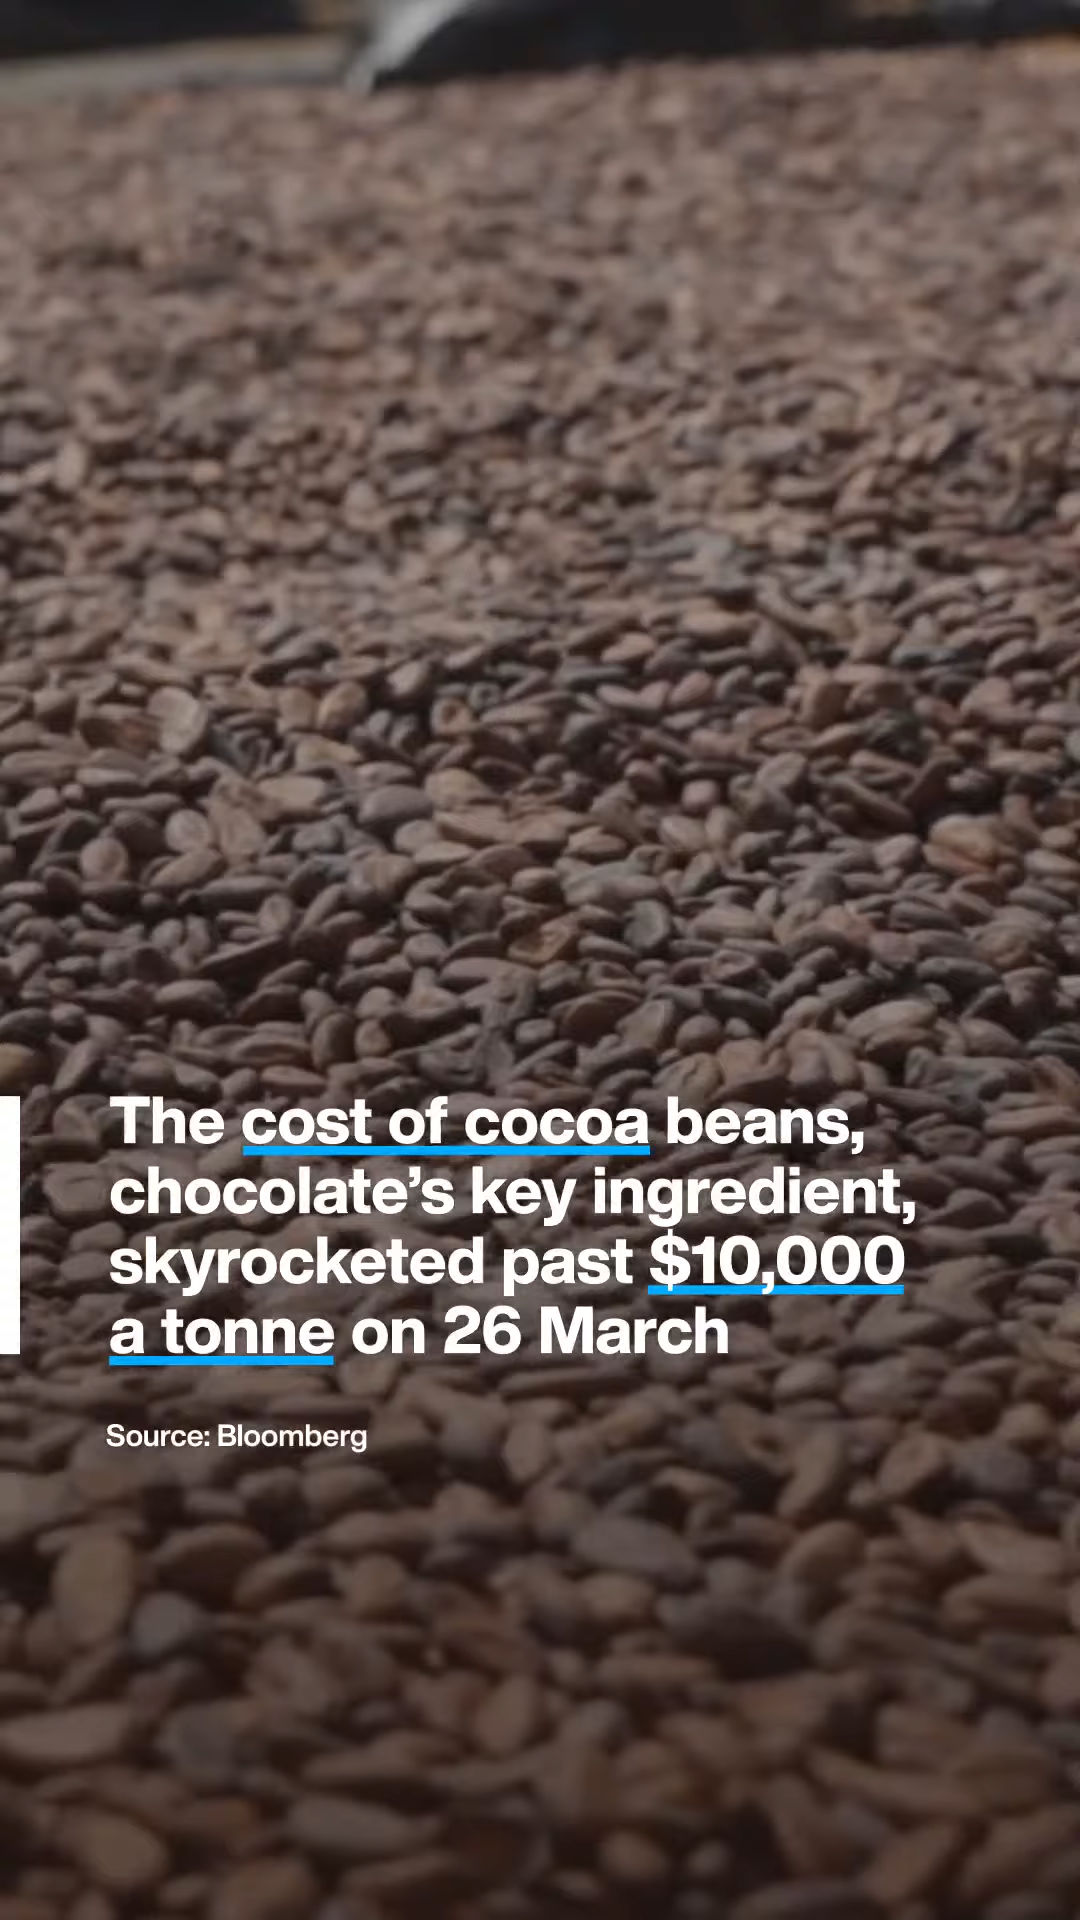 The cost of cocoa beans,
chocolate’s key ingredient,
skyrocketed past $10,000
a tonne on 26 March
Source: Bloomberg